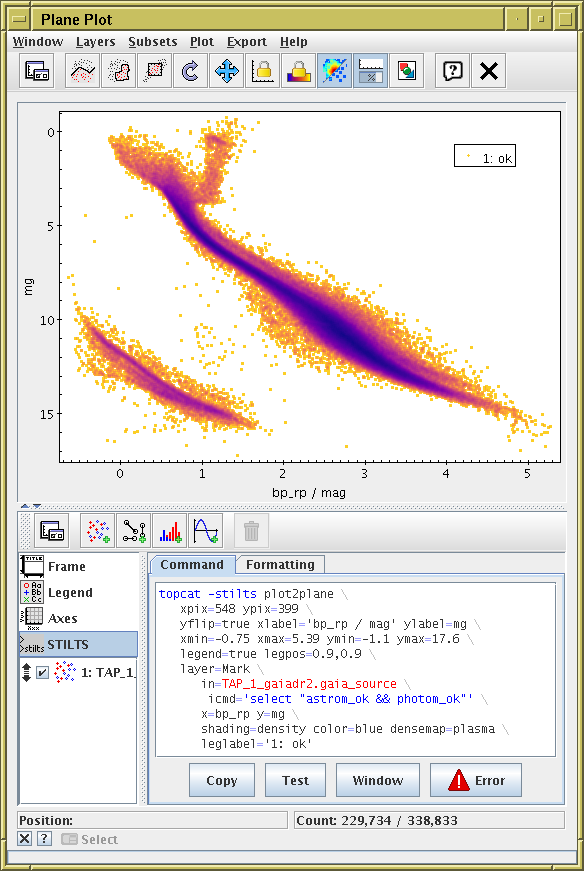 Plane Plot
Window Layers Subsets Plot Export Help
0
5
10
15
mg
1: ok
0 1 2 3 4 5
bp_rp / mag
Frame
Legend
Axes
STILTS
1: TAP_1_
Command Formatting
topcat -stilts plot2plane \
xpix=548 ypix=399 \
yflip=true xlabel='bp_rp / mag' ylabel=mg \
xmin=-0.75 xmax=5.39 ymin=-1.1 ymax=17.6 \
legend=true legpos=0.9,0.9 \
layer=Mark \
in=TAP_1_gaiadr2.gaia_source \
icmd='select "astrom_ok && photom_ok"' \
x=bp_rp y=mg \
shading=density color=blue densemap=plasma \
leglabel='1: ok'
Copy Test Window Error
Position: Count: 229,734 / 338,833
Select